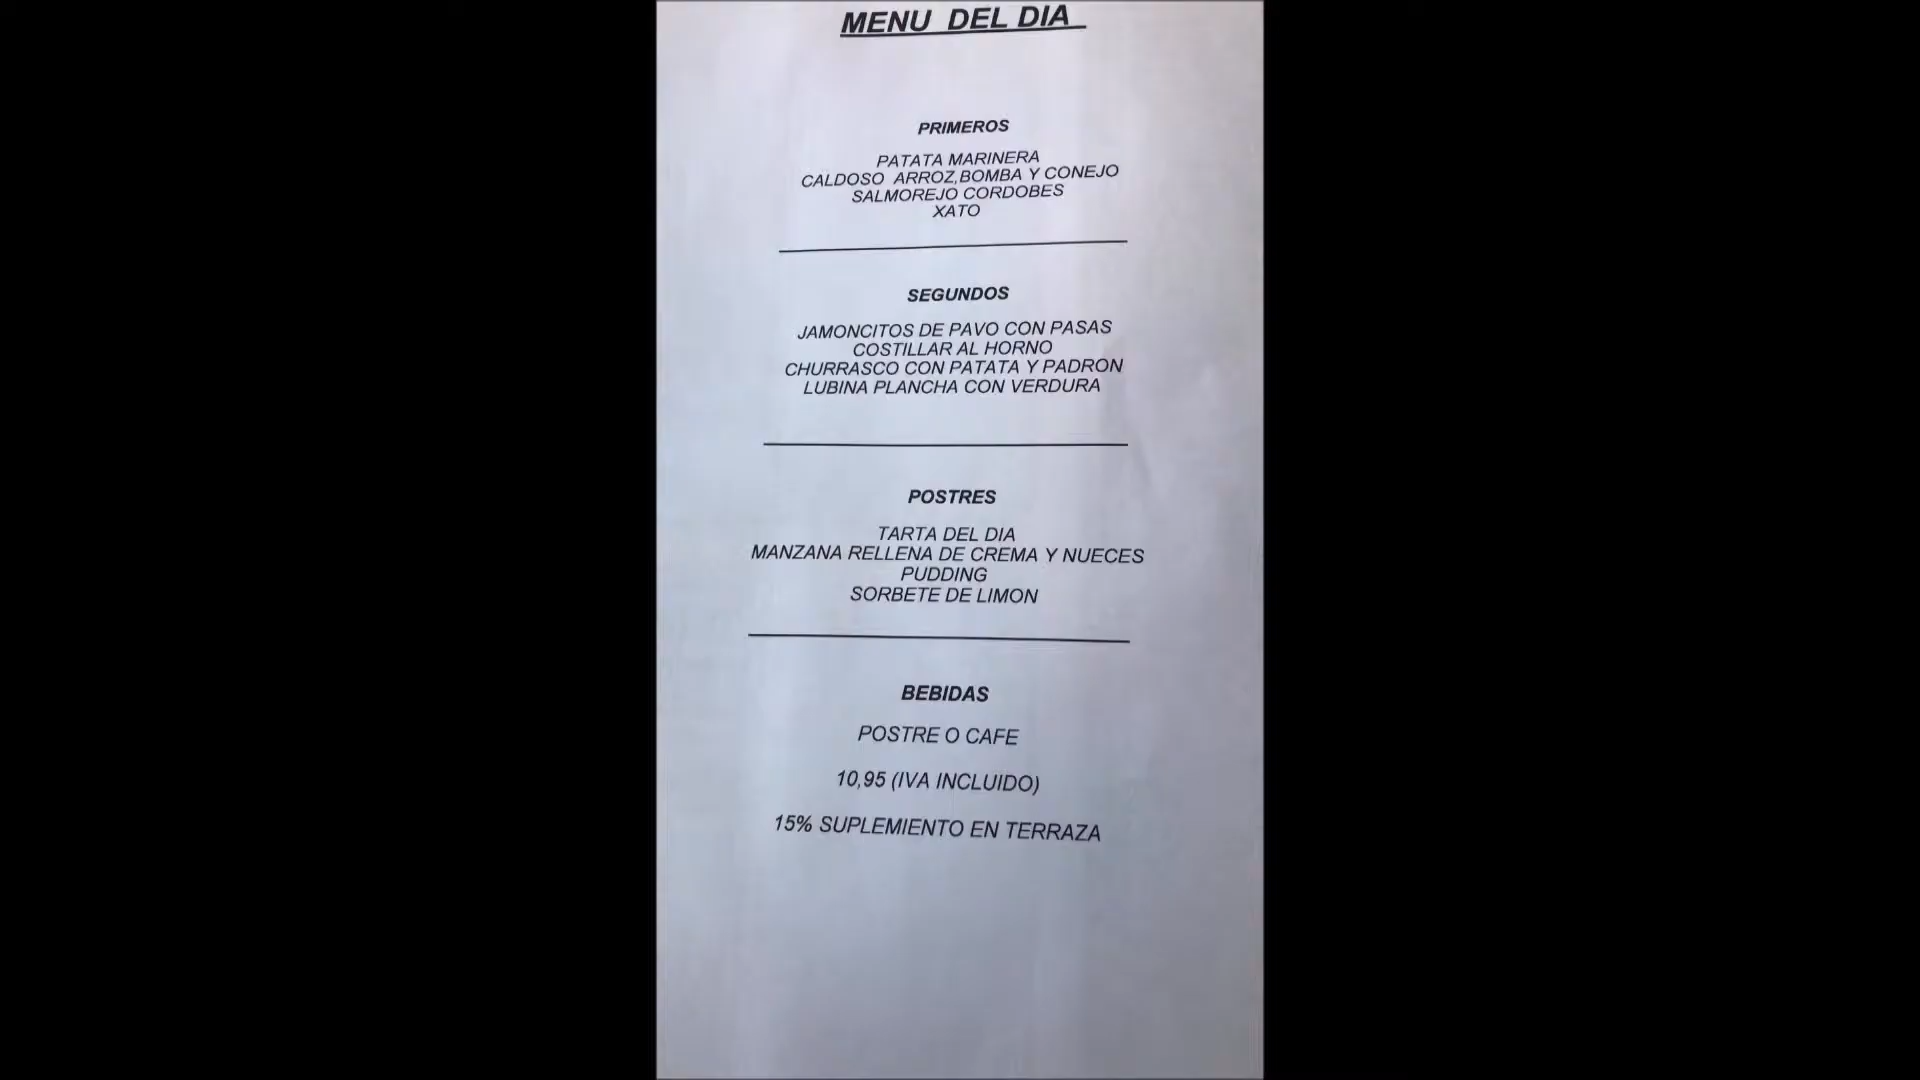 MENU DEL DIA
PRIMEROS
PATATA MARINERA
CALDOSO ARROZ,BOMBA Y CONEJO
SALMOREJO CORDOBES
XATO
SEGUNDOS
JAMONCITOS DE PAVO CON PASAS
COSTILLAR AL HORNO
CHURRASCO CON PATATA Y PADRON
LUBINA PLANCHA CON VERDURA
POSTRES
TARTA DEL DIA
MANZANA RELLENA DE CREMA Y NUECES
PUDDING
SORBETE DE LIMON
BEBIDAS
POSTRE O CAFE
10,95 (IVA INCLUIDO)
15% SUPLEMIENTO EN TERRAZA